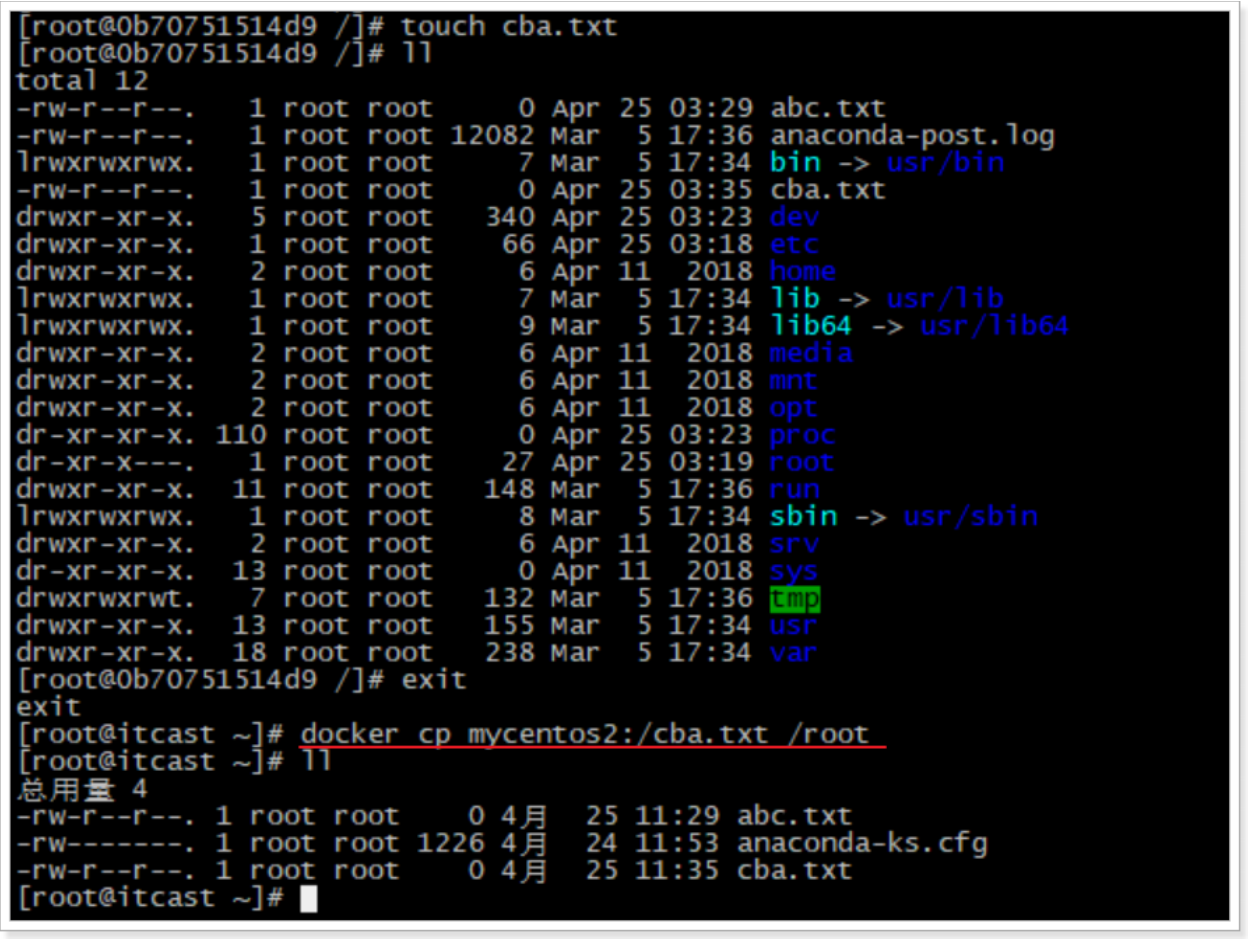 [root@0b70751514d9 /]# touch cba.txt
[root@0b70751514d9 /]# ll
total 12
-rw-r--r--.   1 root root     0 Apr 25 03:29 abc.txt
-rw-r--r--.   1 root root 12082 Mar  5 17:36 anaconda-post.log
lrwxrwxrwx.   1 root root     7 Mar  5 17:34 bin -> usr/bin
-rw-r--r--.   1 root root     0 Apr 25 03:35 cba.txt
drwxr-xr-x.   5 root root   340 Apr 25 03:23 dev
drwxr-xr-x.   1 root root    66 Apr 25 03:18 etc
drwxr-xr-x.   2 root root     6 Apr 11  2018 home
lrwxrwxrwx.   1 root root     7 Mar  5 17:34 lib -> usr/lib
lrwxrwxrwx.   1 root root     9 Mar  5 17:34 lib64 -> usr/lib64
drwxr-xr-x.   2 root root     6 Apr 11  2018 media
drwxr-xr-x.   2 root root     6 Apr 11  2018 mnt
drwxr-xr-x.   2 root root     6 Apr 11  2018 opt
dr-xr-xr-x. 110 root root     0 Apr 25 03:23 proc
dr-xr-x---.   1 root root    27 Apr 25 03:19 root
drwxr-xr-x.  11 root root   148 Mar  5 17:36 run
lrwxrwxrwx.   1 root root     8 Mar  5 17:34 sbin -> usr/sbin
drwxr-xr-x.   2 root root     6 Apr 11  2018 srv
dr-xr-xr-x.  13 root root     0 Apr 11  2018 sys
drwxrwxrwt.   7 root root   132 Mar  5 17:36 tmp
drwxr-xr-x.  13 root root   155 Mar  5 17:34 usr
drwxr-xr-x.  18 root root   238 Mar  5 17:34 var
[root@0b70751514d9 /]# exit
exit
[root@itcast ~]# docker cp mycentos2:/cba.txt /root
[root@itcast ~]# ll
总用量 4
-rw-r--r--. 1 root root    0 4月  25 11:29 abc.txt
-rw-------. 1 root root 1226 4月  24 11:53 anaconda-ks.cfg
-rw-r--r--. 1 root root    0 4月  25 11:35 cba.txt
[root@itcast ~]#